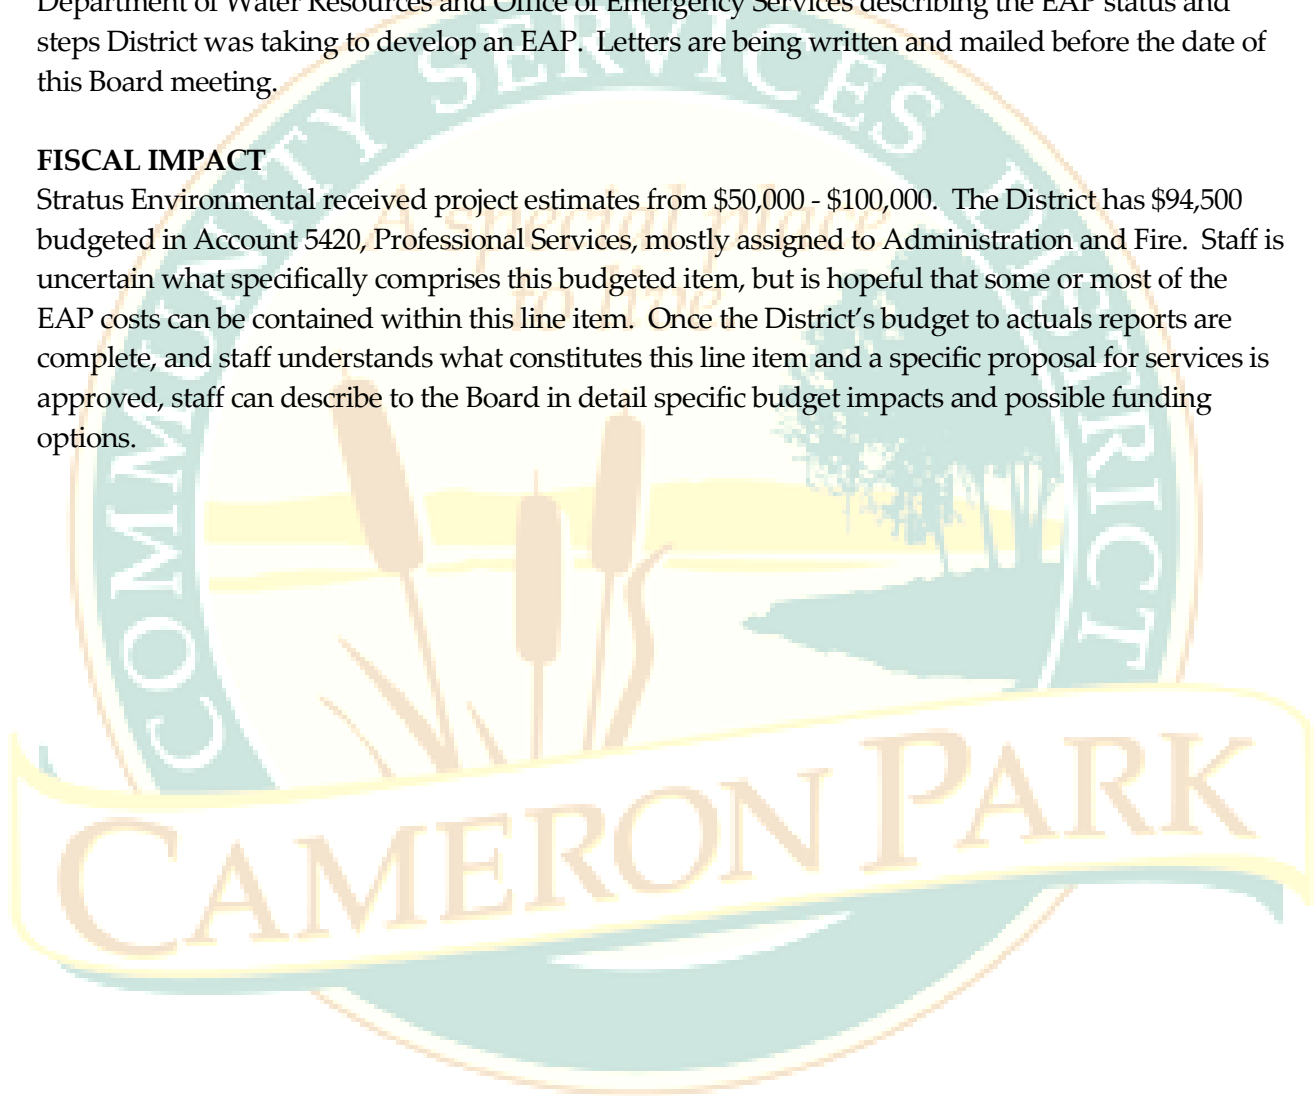 Department of Water Resources and Office of Emergency Services describing the EAP status and
steps District was taking to develop an EAP.  Letters are being written and mailed before the date of
this Board meeting.
FISCAL IMPACT
Stratus Environmental received project estimates from $50,000 - $100,000.  The District has $94,500
budgeted in Account 5420, Professional Services, mostly assigned to Administration and Fire.  Staff is
uncertain what specifically comprises this budgeted item, but is hopeful that some or most of the
EAP costs can be contained within this line item.  Once the District’s budget to actuals reports are
complete, and staff understands what constitutes this line item and a specific proposal for services is
approved, staff can describe to the Board in detail specific budget impacts and possible funding
options.
COMMUNITY SERVICES DISTRICT
A special place
to live
CAMERON PARK